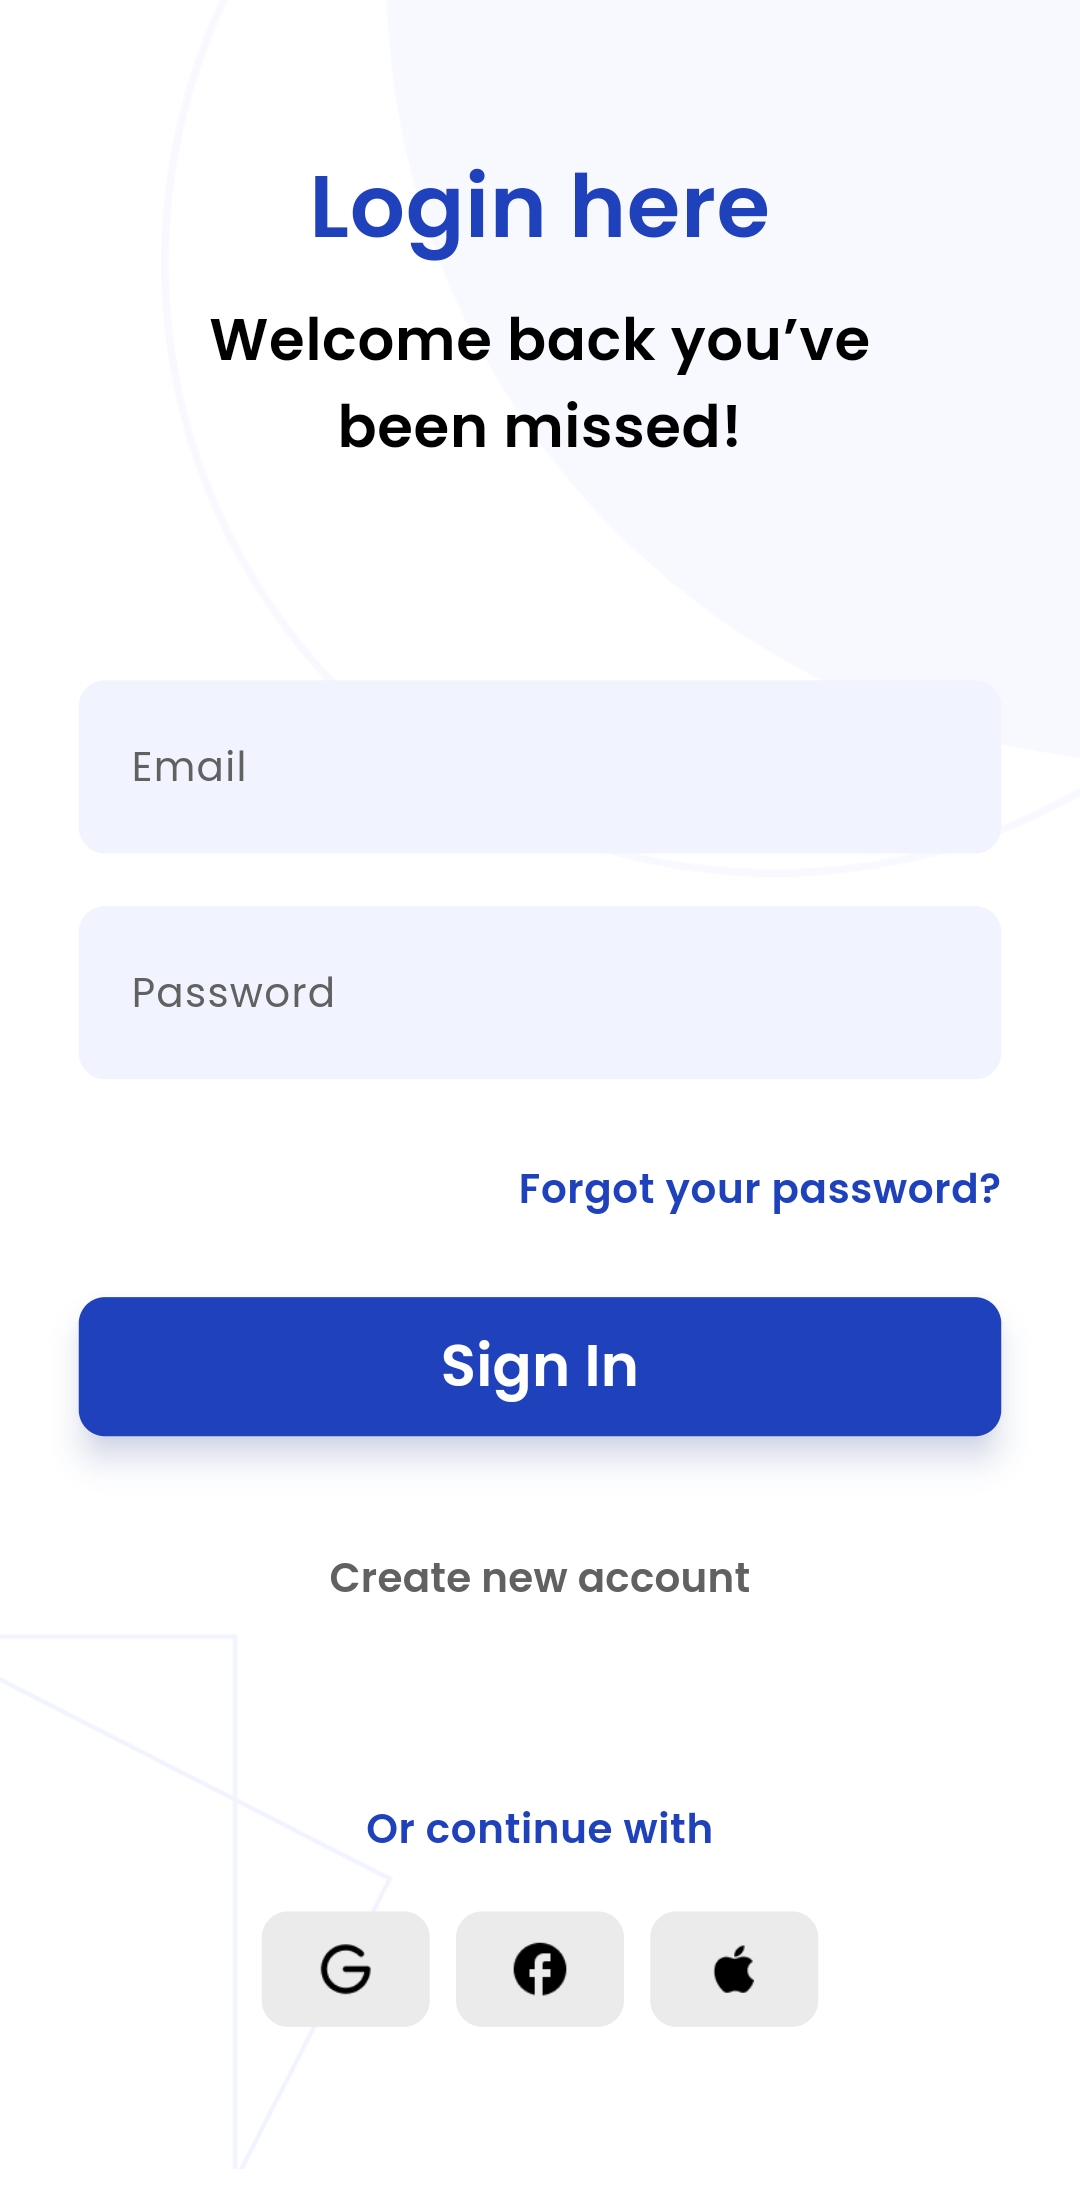 Login here
Welcome back you’ve
been missed!
Email
Password
Forgot your password?
Sign In
Create new account
Or continue with